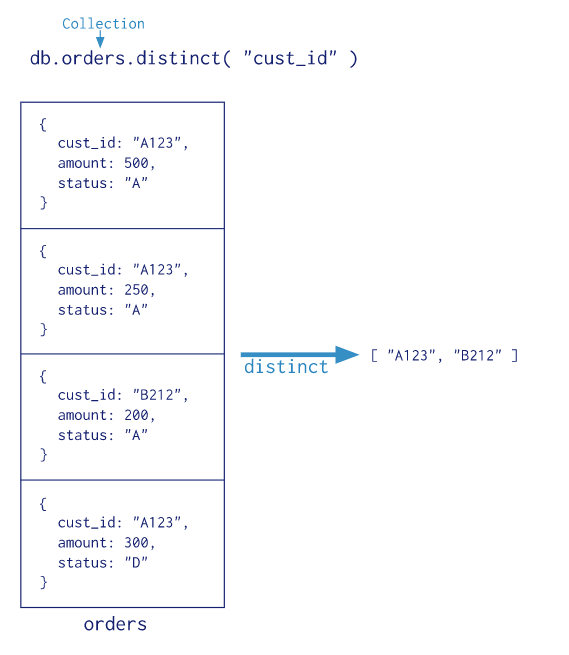 Collection
db.orders.distinct( "cust_id" )
{
cust_id: "A123",
amount: 500,
status: "A"
}
{
cust_id: "A123",
amount: 250,
status: "A"
}
{
cust_id: "B212",
amount: 200,
status: "A"
}
{
cust_id: "A123",
amount: 300,
status: "D"
}
orders
distinct
[ "A123", "B212" ]